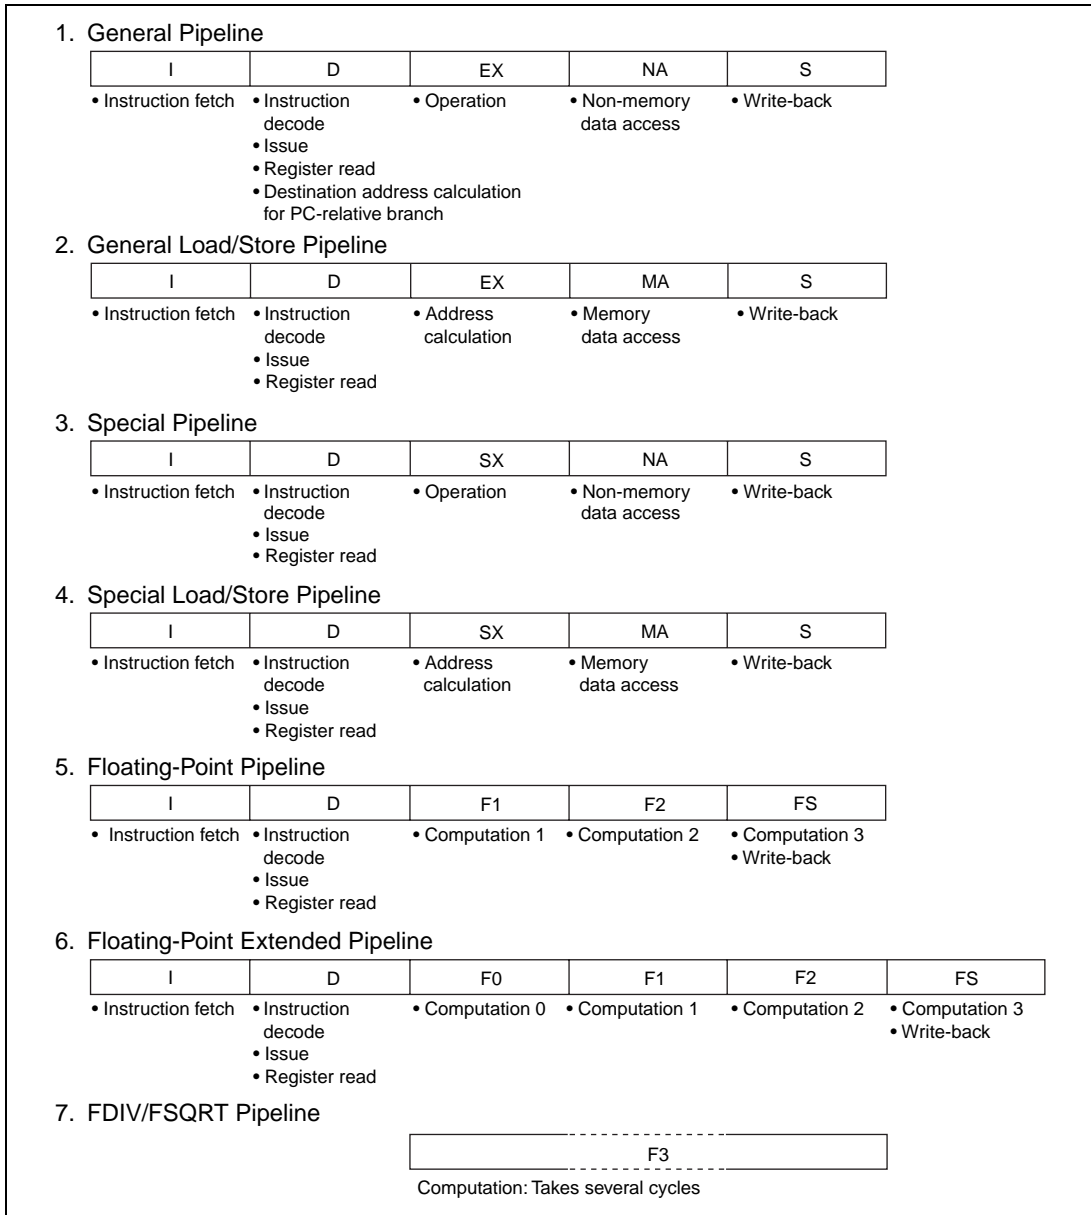 1. General Pipeline
I D EX NA S
• Instruction fetch • Instruction • Operation • Non-memory • Write-back
decode data access
• Issue
• Register read
• Destination address calculation
for PC-relative branch
2. General Load/Store Pipeline
I D EX MA S
• Instruction fetch • Instruction • Address • Memory • Write-back
decode calculation data access
• Issue
• Register read
3. Special Pipeline
I D SX NA S
• Instruction fetch • Instruction • Operation • Non-memory • Write-back
decode data access
• Issue
• Register read
4. Special Load/Store Pipeline
I D SX MA S
• Instruction fetch • Instruction • Address • Memory • Write-back
decode calculation data access
• Issue
• Register read
5. Floating-Point Pipeline
I D F1 F2 FS
• Instruction fetch • Instruction • Computation 1 • Computation 2 • Computation 3
decode • Write-back
• Issue
• Register read
6. Floating-Point Extended Pipeline
I D F0 F1 F2 FS
• Instruction fetch • Instruction • Computation 0 • Computation 1 • Computation 2 • Computation 3
decode • Write-back
• Issue
• Register read
7. FDIV/FSQRT Pipeline
F3
Computation: Takes several cycles